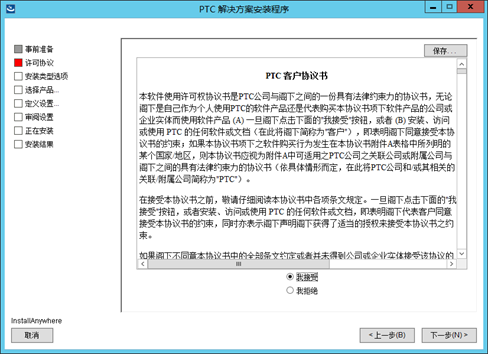 PTC 解决方案安装程序
事前准备
许可协议
安装类型选项
选择产品...
定义设置...
审阅设置
正在安装
安装结果
保存...
PTC 客户协议书
本软件使用许可权协议书是PTC公司与阁下之间的一份具有法律约束力的协议书，无论
阁下是自己作为个人使用PTC的软件产品还是代表购买本协议书项下软件产品的公司或
企业实体而使用软件产品 (A) 一旦阁下点击下面的"我接受"按钮，或者 (B) 安装、访问
或使用 PTC 的任何软件或文档（在此将阁下简称为"客户"），即表明阁下同意接受本协
议书的约束，如果本协议书项下之软件购买行为发生在本协议书附件A表格中所列明的
某个国家/地区，则本协议书应视为附件A中可适用之PTC公司之关联公司或附属公司与
阁下之间的具有法律约束力的协议书（依具体情形而定，在此将PTC公司和/或其相关的
关联/附属公司简称为"PTC"）。
在接受本协议书之前，敬请仔细阅读本协议书中各项条文规定。一旦阁下点击下面的"我
接受"按钮，或者安装、访问或使用 PTC 的任何软件或文档，即表明阁下代表客户同意
接受本协议书的约束，同时亦表示阁下声明阁下获得了适当的授权来接受本协议书之约
束。
如果阁下不同意本协议书中的全部条文约定或者并未得到公司或企业实体接受该协议的
我接受
我拒绝
InstallAnywhere
取消
< 上一步(B)
下一步(N) >